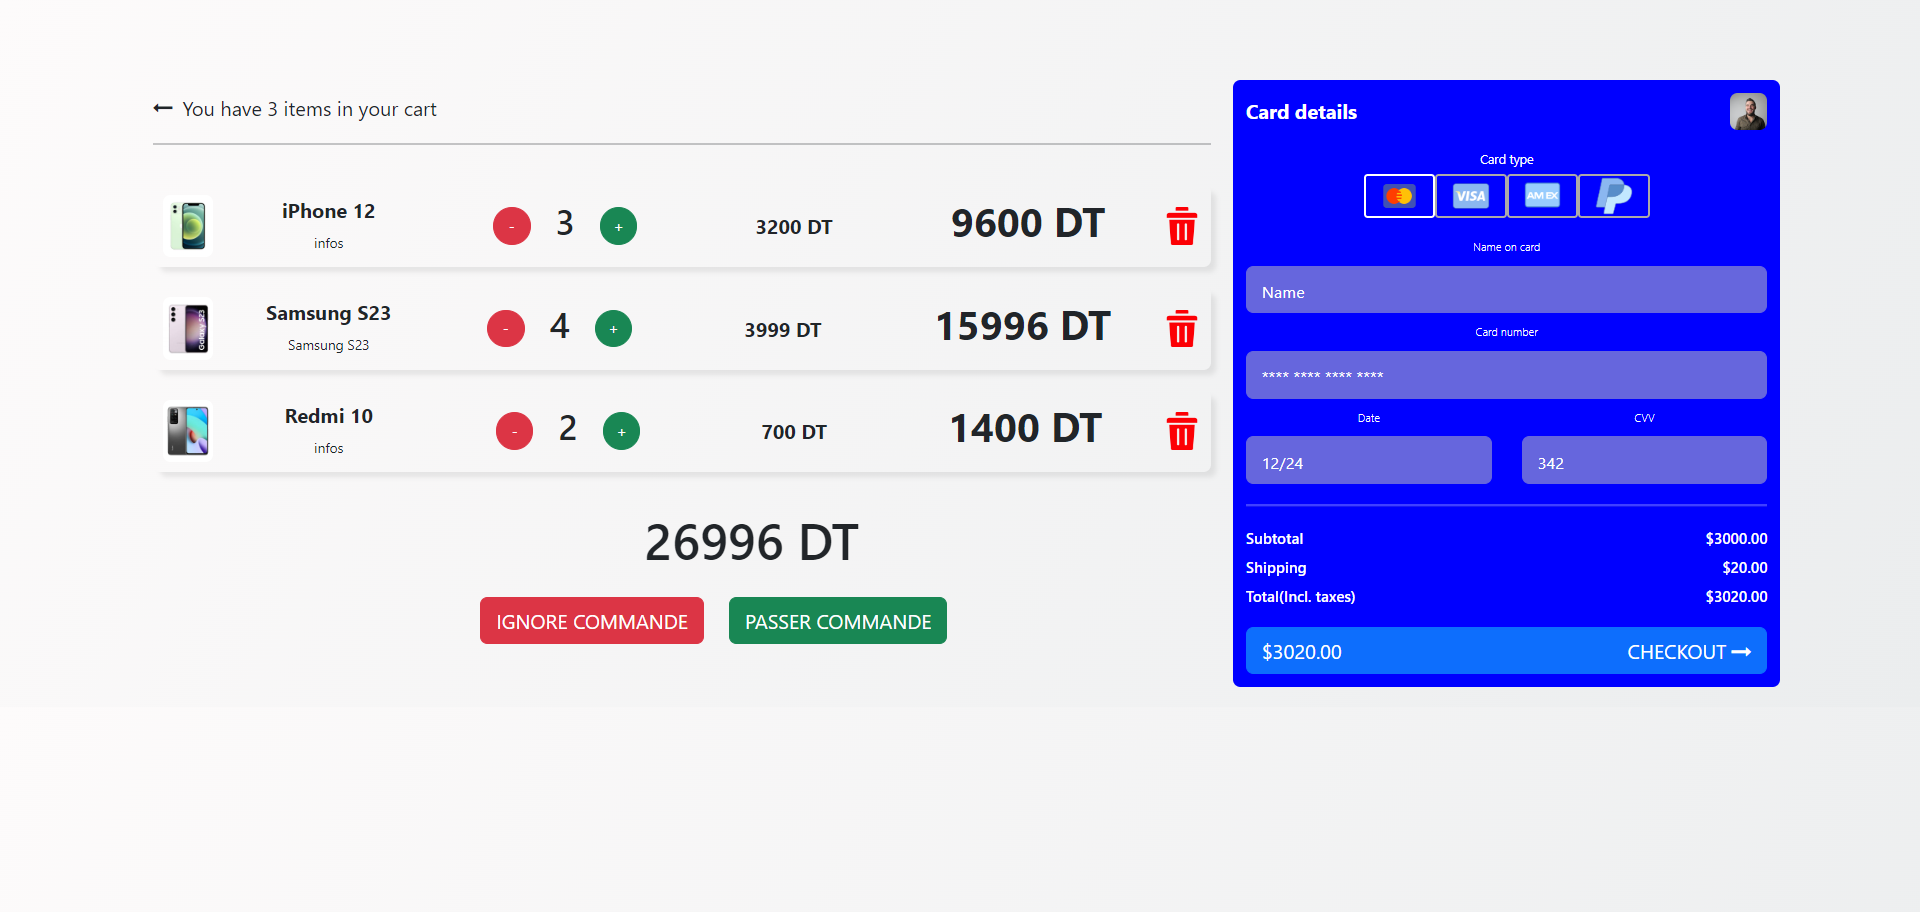 You have 3 items in your cart
iPhone 12
infos
- 3 +
3200 DT
9600 DT
Galaxy S23
Samsung S23
Samsung S23
- 4 +
3999 DT
15996 DT
Redmi 10
infos
- 2 +
700 DT
1400 DT
26996 DT
IGNORE COMMANDE
PASSER COMMANDE
Card details
Card type
VISA
AMEX
Name on card
Name
Card number
**** **** **** ****
Date
CVV
12/24
342
Subtotal $3000.00
Shipping $20.00
Total(Incl. taxes) $3020.00
$3020.00 CHECKOUT